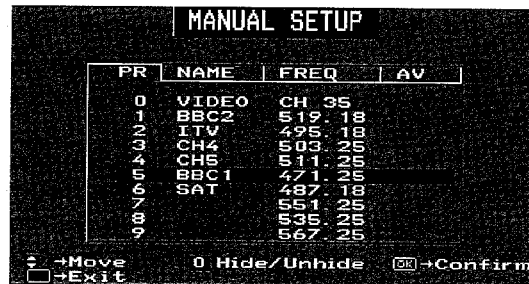 MANUAL SETUP
PR NAME FREQ AV
0 VIDEO CH 35
1 BBC2 519.18
2 ITV 495.18
3 CH4 503.25
4 CH5 511.25
5 BBC1 471.25
6 SAT 487.18
7 551.25
8 535.25
9 567.25
→Move 0 Hide/Unhide OK→Confirm
→Exit